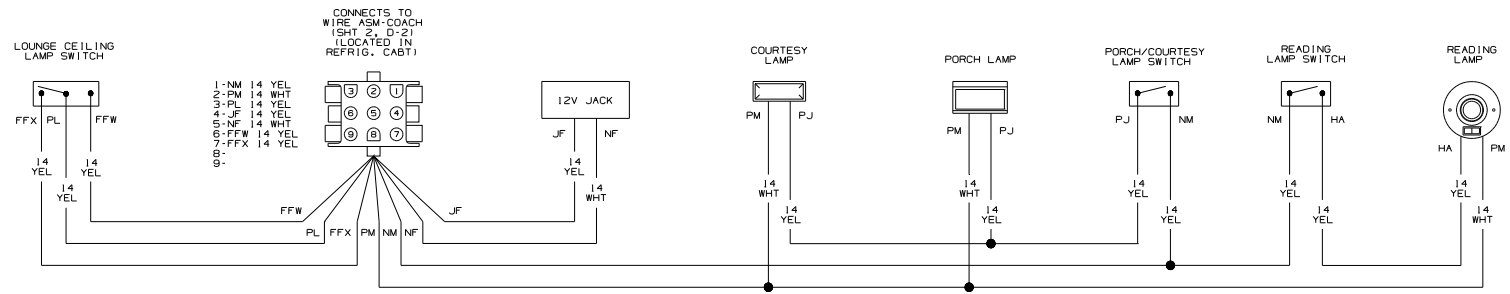 CONNECTS TO
WIRE ASM-COACH
(SHT 2, D-2)
(LOCATED IN
REFRIG. CABT)
LOUNGE CEILING
LAMP SWITCH
COURTESY
LAMP
PORCH LAMP
PORCH/COURTESY
LAMP SWITCH
READING
LAMP SWITCH
READING
LAMP
1-NM 14 YEL
2-PM 14 WHT
3-PL 14 YEL
4-JF 14 YEL
5-NF 14 WHT
6-FFW 14 YEL
7-FFX 14 YEL
8-
9-
3 2 1
6 5 4
9 8 7
12V JACK
FFX PL FFW
JF NF
PM PJ
PM PJ
PJ NM
NM HA
HA PM
14
YEL
14
YEL
14
YEL
14
YEL
14
WHT
14
WHT
14
YEL
14
WHT
14
YEL
14
YEL
14
YEL
14
YEL
14
YEL
14
YEL
14
WHT
FFW JF
PL FFX PM NM NF